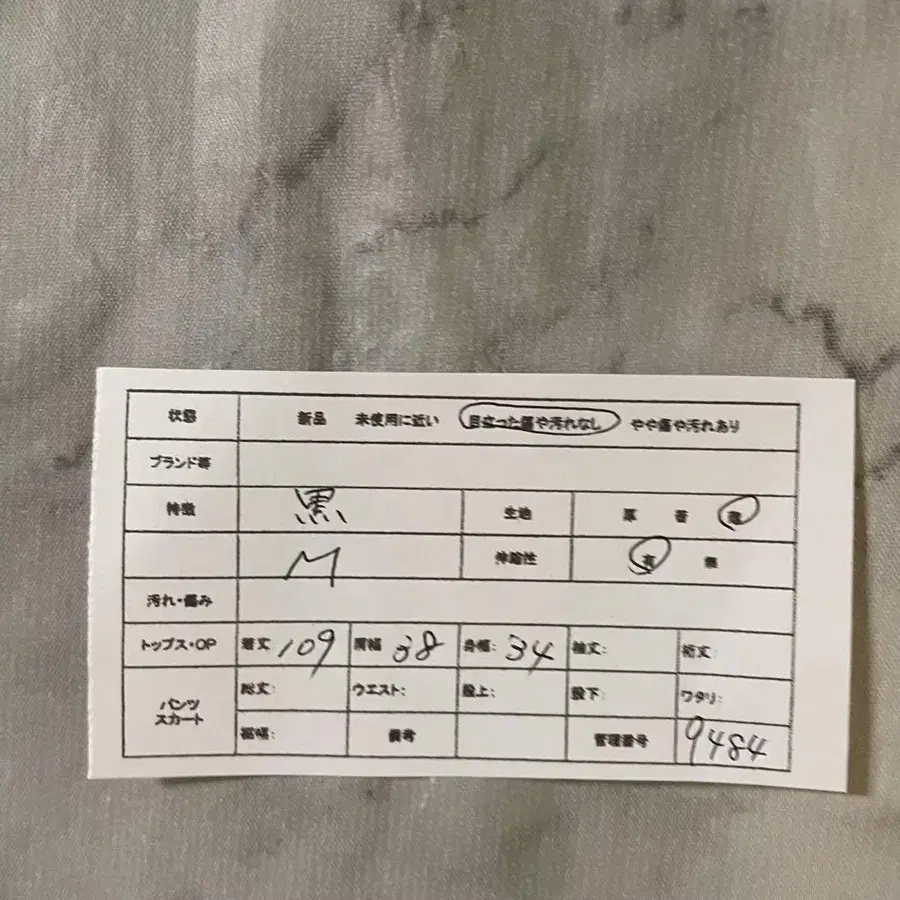 状態 新品 未使用に近い 目立った傷や汚れなし やや傷や汚れあり
ブランド等
特徴 黒 生地 厚 普 薄
M 伸縮性 有 無
汚れ・傷み
トップス・OP 着丈 109 肩幅 38 身幅: 34 袖丈: 裄丈:
パンツ スカート 総丈: ウエスト: 股上: 股下: ワタリ:
裾幅: 備考 管理番号 9484